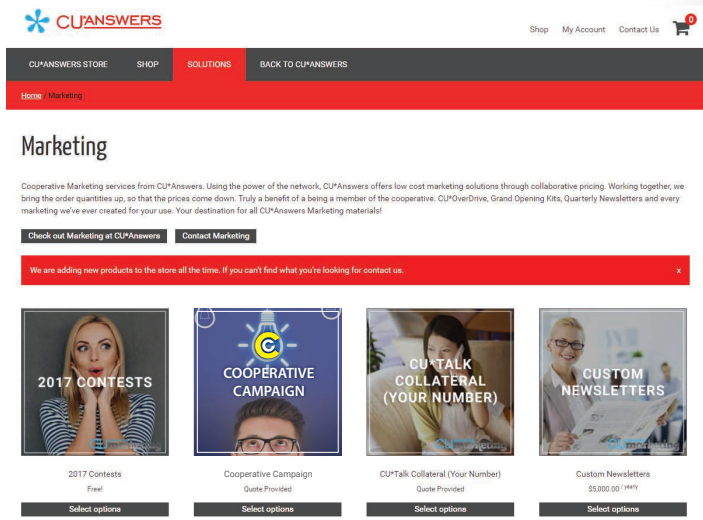 CU*ANSWERS
Shop My Account Contact Us 0
CU*ANSWERS STORE SHOP SOLUTIONS BACK TO CU*ANSWERS
Home / Marketing
Marketing
Cooperative Marketing services from CU*Answers. Using the power of the network, CU*Answers offers low cost marketing solutions through collaborative pricing. Working together, we
bring the order quantities up, so that the prices come down. Truly a benefit of a being a member of the cooperative. CU*OverDrive, Grand Opening Kits, Quarterly Newsletters and every
marketing we've ever created for your use. Your destination for all CU*Answers Marketing materials!
Check out Marketing at CU*Answers Contact Marketing
We are adding new products to the store all the time. If you can't find what you're looking for contact us. x
2017 CONTESTS
CU marketing
C
COOPERATIVE
CAMPAIGN
CU*TALK
COLLATERAL
(YOUR NUMBER)
CU marketing
CUSTOM
NEWSLETTERS
CU marketing
2017 Contests Cooperative Campaign CU*Talk Collateral (Your Number) Custom Newsletters
Free! Quote Provided Quote Provided $5,000.00 / yearly
Select options Select options Select options Select options